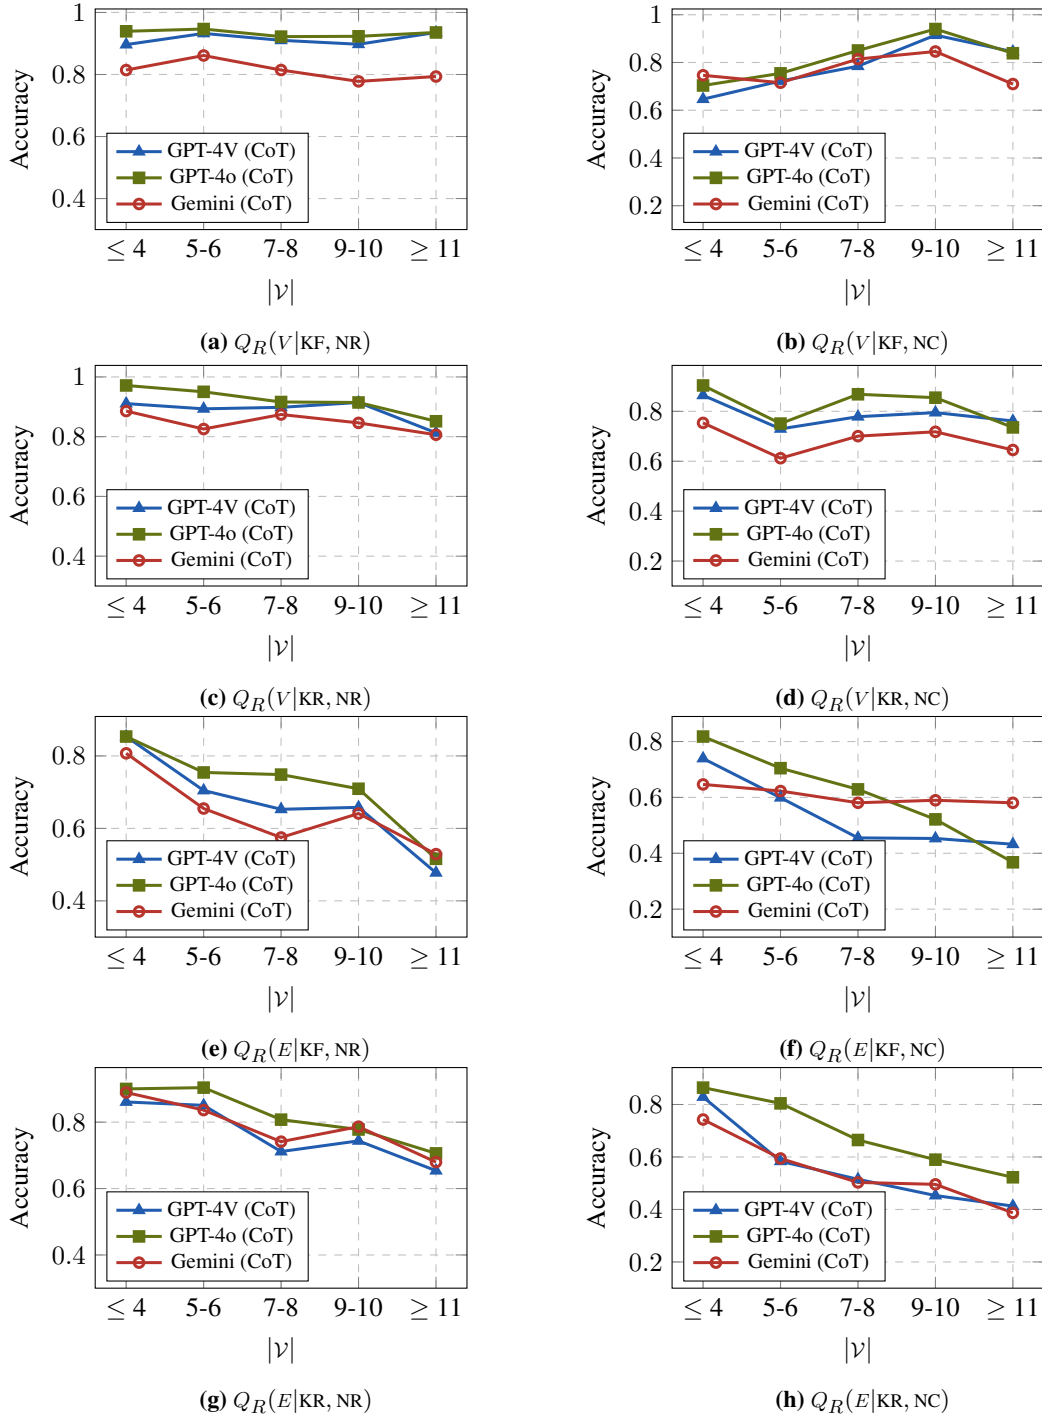 1
0.8
0.6
0.4
Accuracy
GPT-4V (CoT)
GPT-4o (CoT)
Gemini (CoT)
≤ 4 5-6 7-8 9-10 ≥ 11
|𝒱|
(a) Q_R(V|KF, NR)
1
0.8
0.6
0.4
0.2
Accuracy
GPT-4V (CoT)
GPT-4o (CoT)
Gemini (CoT)
≤ 4 5-6 7-8 9-10 ≥ 11
|𝒱|
(b) Q_R(V|KF, NC)
1
0.8
0.6
0.4
Accuracy
GPT-4V (CoT)
GPT-4o (CoT)
Gemini (CoT)
≤ 4 5-6 7-8 9-10 ≥ 11
|𝒱|
(c) Q_R(V|KR, NR)
0.8
0.6
0.4
0.2
Accuracy
GPT-4V (CoT)
GPT-4o (CoT)
Gemini (CoT)
≤ 4 5-6 7-8 9-10 ≥ 11
|𝒱|
(d) Q_R(V|KR, NC)
0.8
0.6
0.4
Accuracy
GPT-4V (CoT)
GPT-4o (CoT)
Gemini (CoT)
≤ 4 5-6 7-8 9-10 ≥ 11
|𝒱|
(e) Q_R(E|KF, NR)
0.8
0.6
0.4
0.2
Accuracy
GPT-4V (CoT)
GPT-4o (CoT)
Gemini (CoT)
≤ 4 5-6 7-8 9-10 ≥ 11
|𝒱|
(f) Q_R(E|KF, NC)
0.8
0.6
0.4
Accuracy
GPT-4V (CoT)
GPT-4o (CoT)
Gemini (CoT)
≤ 4 5-6 7-8 9-10 ≥ 11
|𝒱|
(g) Q_R(E|KR, NR)
0.8
0.6
0.4
0.2
Accuracy
GPT-4V (CoT)
GPT-4o (CoT)
Gemini (CoT)
≤ 4 5-6 7-8 9-10 ≥ 11
|𝒱|
(h) Q_R(E|KR, NC)